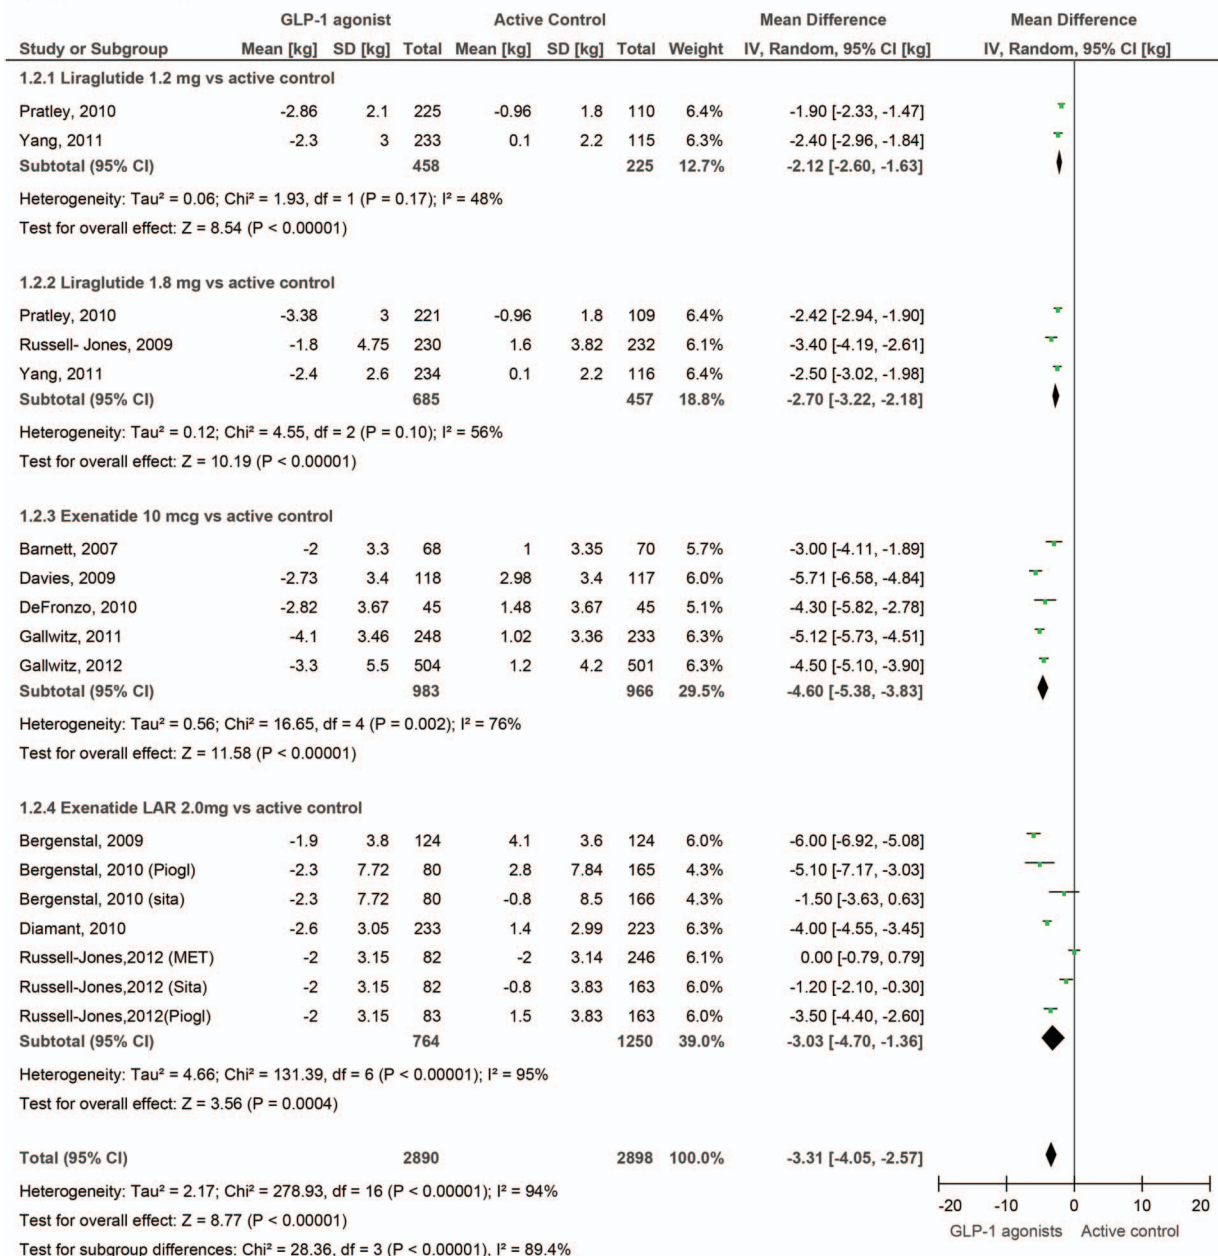 GLP-1 agonist Active Control Mean Difference Mean Difference
Study or Subgroup Mean [kg] SD [kg] Total Mean [kg] SD [kg] Total Weight IV, Random, 95% CI [kg] IV, Random, 95% CI [kg]
1.2.1 Liraglutide 1.2 mg vs active control
Pratley, 2010 -2.86 2.1 225 -0.96 1.8 110 6.4% -1.90 [-2.33, -1.47]
Yang, 2011 -2.3 3 233 0.1 2.2 115 6.3% -2.40 [-2.96, -1.84]
Subtotal (95% CI) 458 225 12.7% -2.12 [-2.60, -1.63]
Heterogeneity: Tau² = 0.06; Chi² = 1.93, df = 1 (P = 0.17); I² = 48%
Test for overall effect: Z = 8.54 (P < 0.00001)
1.2.2 Liraglutide 1.8 mg vs active control
Pratley, 2010 -3.38 3 221 -0.96 1.8 109 6.4% -2.42 [-2.94, -1.90]
Russell- Jones, 2009 -1.8 4.75 230 1.6 3.82 232 6.1% -3.40 [-4.19, -2.61]
Yang, 2011 -2.4 2.6 234 0.1 2.2 116 6.4% -2.50 [-3.02, -1.98]
Subtotal (95% CI) 685 457 18.8% -2.70 [-3.22, -2.18]
Heterogeneity: Tau² = 0.12; Chi² = 4.55, df = 2 (P = 0.10); I² = 56%
Test for overall effect: Z = 10.19 (P < 0.00001)
1.2.3 Exenatide 10 mcg vs active control
Barnett, 2007 -2 3.3 68 1 3.35 70 5.7% -3.00 [-4.11, -1.89]
Davies, 2009 -2.73 3.4 118 2.98 3.4 117 6.0% -5.71 [-6.58, -4.84]
DeFronzo, 2010 -2.82 3.67 45 1.48 3.67 45 5.1% -4.30 [-5.82, -2.78]
Gallwitz, 2011 -4.1 3.46 248 1.02 3.36 233 6.3% -5.12 [-5.73, -4.51]
Gallwitz, 2012 -3.3 5.5 504 1.2 4.2 501 6.3% -4.50 [-5.10, -3.90]
Subtotal (95% CI) 983 966 29.5% -4.60 [-5.38, -3.83]
Heterogeneity: Tau² = 0.56; Chi² = 16.65, df = 4 (P = 0.002); I² = 76%
Test for overall effect: Z = 11.58 (P < 0.00001)
1.2.4 Exenatide LAR 2.0mg vs active control
Bergenstal, 2009 -1.9 3.8 124 4.1 3.6 124 6.0% -6.00 [-6.92, -5.08]
Bergenstal, 2010 (Piogl) -2.3 7.72 80 2.8 7.84 165 4.3% -5.10 [-7.17, -3.03]
Bergenstal, 2010 (sita) -2.3 7.72 80 -0.8 8.5 166 4.3% -1.50 [-3.63, 0.63]
Diamant, 2010 -2.6 3.05 233 1.4 2.99 223 6.3% -4.00 [-4.55, -3.45]
Russell-Jones,2012 (MET) -2 3.15 82 -2 3.14 246 6.1% 0.00 [-0.79, 0.79]
Russell-Jones,2012 (Sita) -2 3.15 82 -0.8 3.83 163 6.0% -1.20 [-2.10, -0.30]
Russell-Jones,2012(Piogl) -2 3.15 83 1.5 3.83 163 6.0% -3.50 [-4.40, -2.60]
Subtotal (95% CI) 764 1250 39.0% -3.03 [-4.70, -1.36]
Heterogeneity: Tau² = 4.66; Chi² = 131.39, df = 6 (P < 0.00001); I² = 95%
Test for overall effect: Z = 3.56 (P = 0.0004)
Total (95% CI) 2890 2898 100.0% -3.31 [-4.05, -2.57]
Heterogeneity: Tau² = 2.17; Chi² = 278.93, df = 16 (P < 0.00001); I² = 94%
Test for overall effect: Z = 8.77 (P < 0.00001)
Test for subgroup differences: Chi² = 28.36, df = 3 (P < 0.00001), I² = 89.4%
-20 -10 0 10 20
GLP-1 agonists Active control